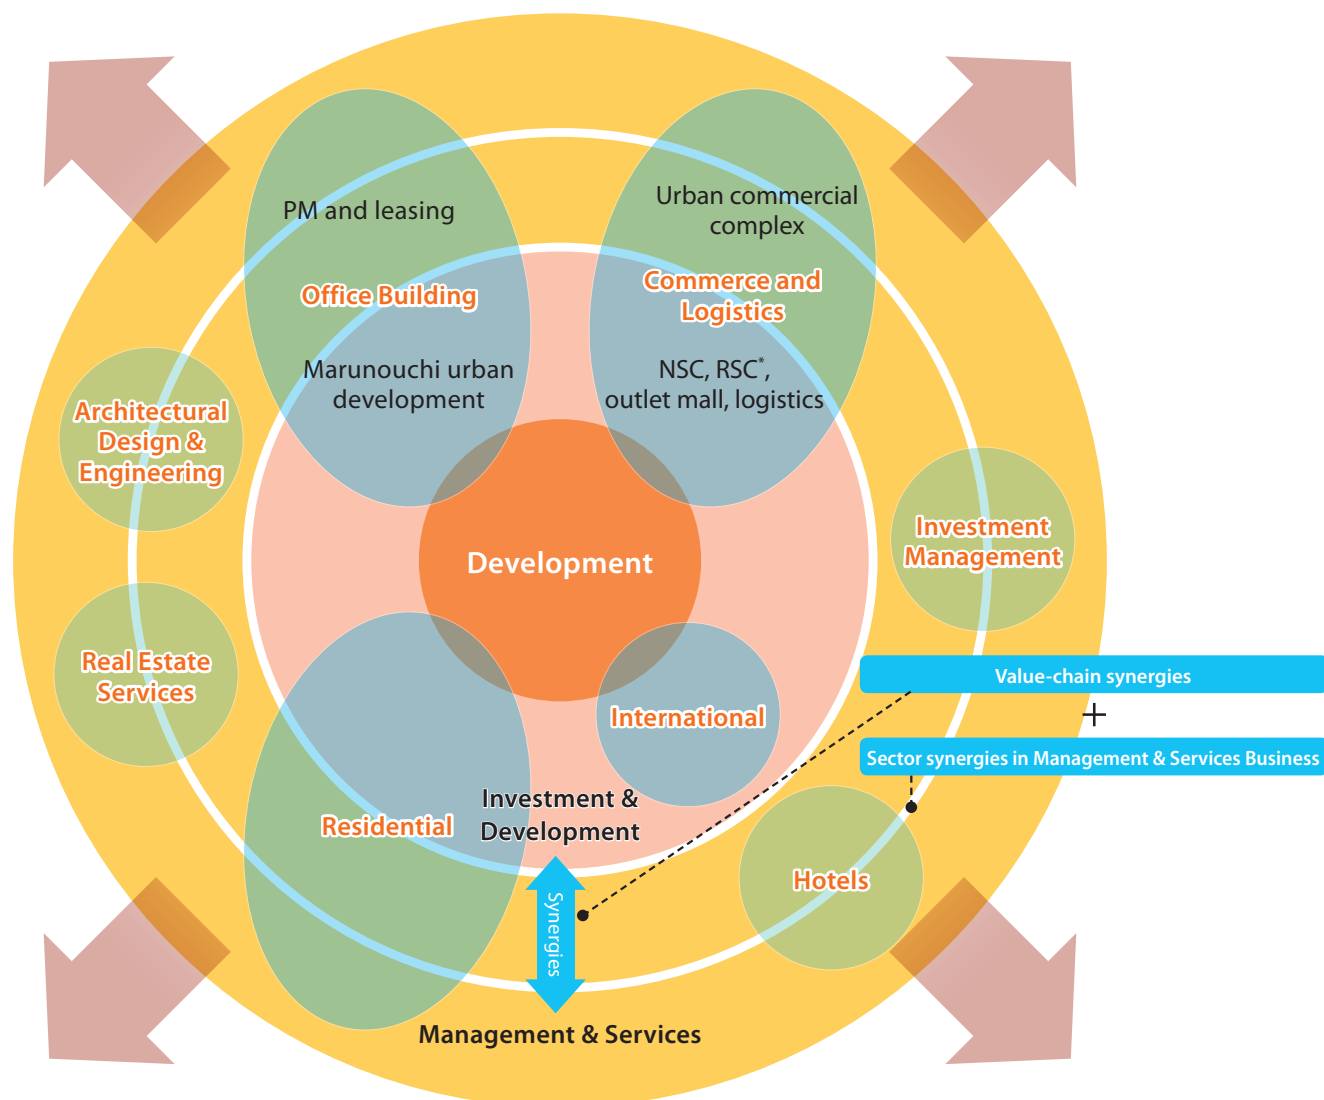 PM and leasing
Office Building
Marunouchi urban
development
Urban commercial
complex
Commerce and
Logistics
NSC, RSC*,
outlet mall, logistics
Architectural
Design &
Engineering
Development
Investment
Management
Real Estate
Services
International
Value-chain synergies
+
Sector synergies in Management & Services Business
Residential
Investment &
Development
Synergies
Hotels
Management & Services